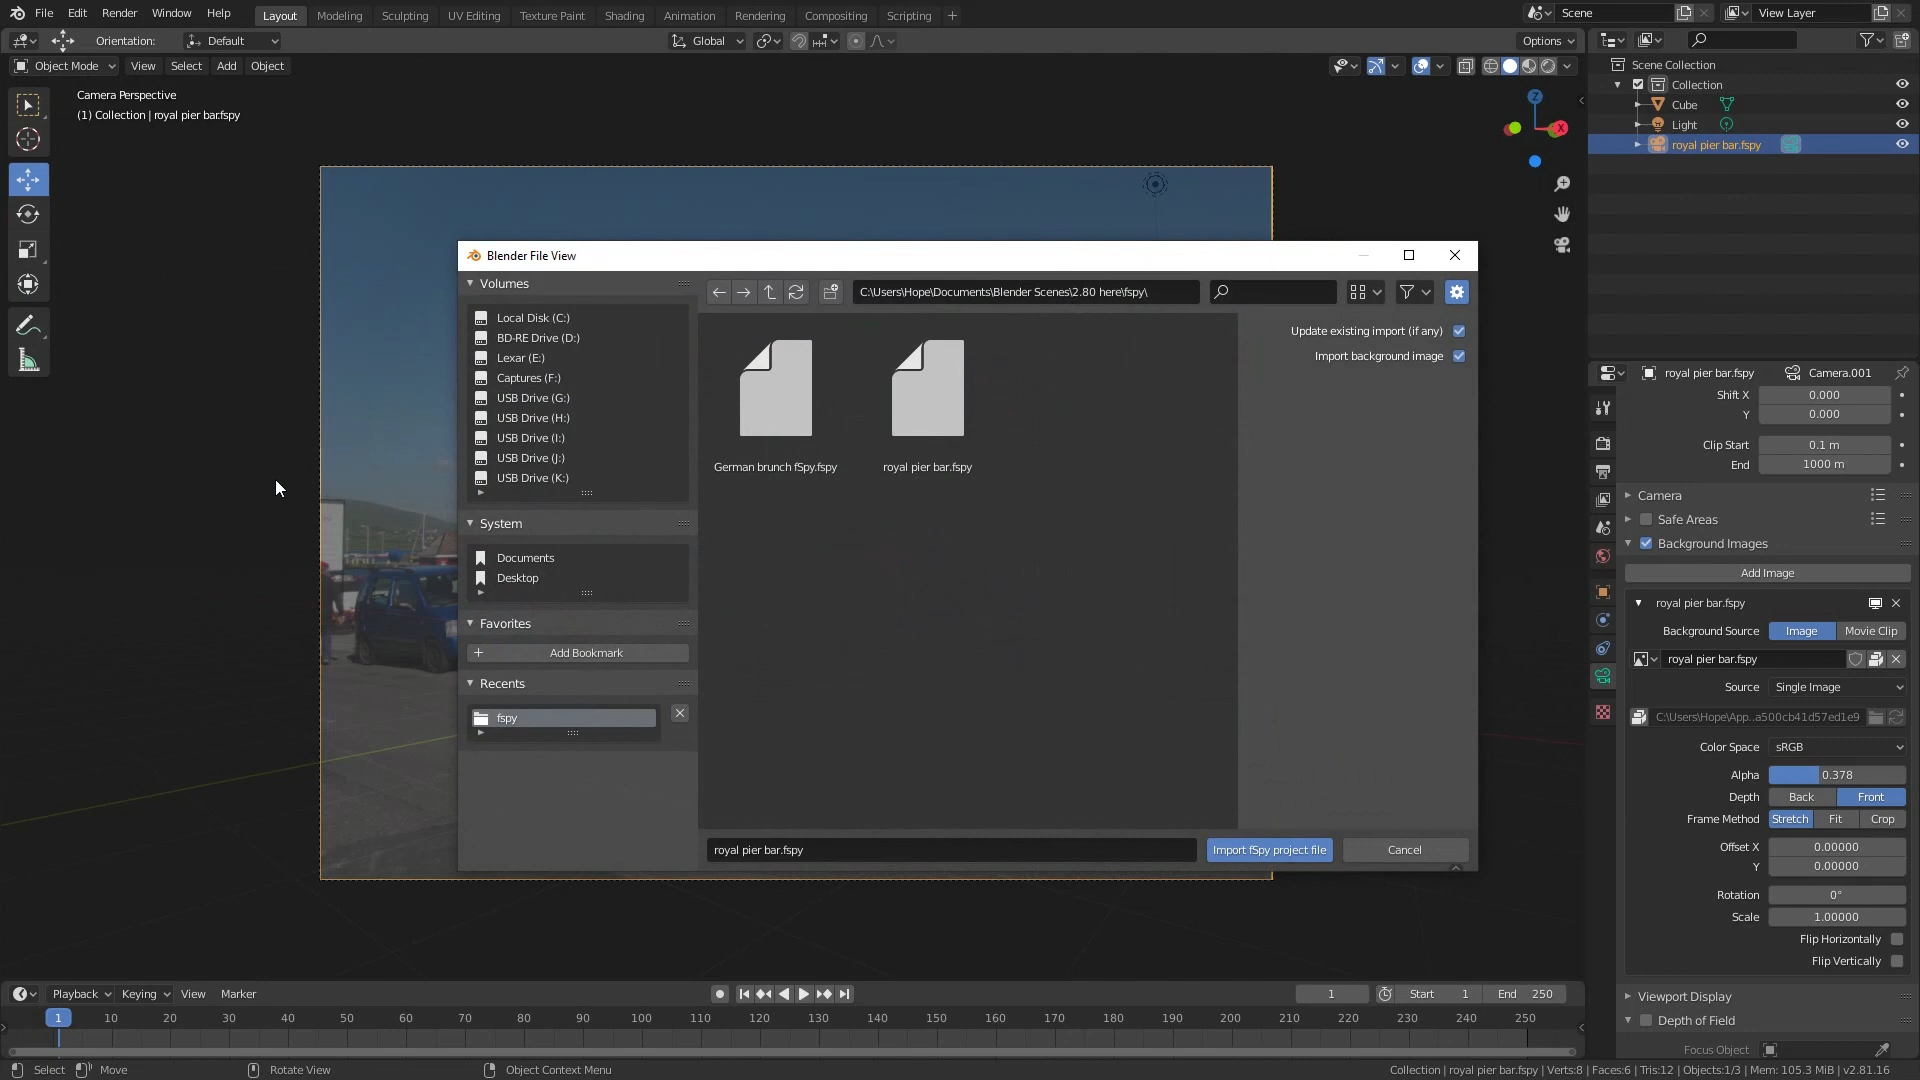 File Edit Render Window Help
Layout Modeling Sculpting UV Editing Texture Paint Shading Animation Rendering Compositing Scripting +
Scene
View Layer
Orientation: Default
Global
Options
Object Mode View Select Add Object
Camera Perspective
(1) Collection | royal pier bar.fspy
Z
X
Scene Collection
Collection
Cube
Light
royal pier bar.fspy
Blender File View
Volumes
Local Disk (C:)
BD-RE Drive (D:)
Lexar (E:)
Captures (F:)
USB Drive (G:)
USB Drive (H:)
USB Drive (I:)
USB Drive (J:)
USB Drive (K:)
System
Documents
Desktop
Favorites
Add Bookmark
Recents
fspy
C:\Users\Hope\Documents\Blender Scenes\2.80 here\fspy\
German brunch fSpy.fspy
royal pier bar.fspy
Update existing import (if any)
Import background image
royal pier bar.fspy
Import fSpy project file
Cancel
royal pier bar.fspy Camera.001
Shift X 0.000
Y 0.000
Clip Start 0.1 m
End 1000 m
Camera
Safe Areas
Background Images
Add Image
royal pier bar.fspy
Background Source Image Movie Clip
royal pier bar.fspy
Source Single Image
C:\Users\Hope\App..a500cb41d57ed1e9
Color Space sRGB
Alpha 0.378
Depth Back Front
Frame Method Stretch Fit Crop
Offset X 0.00000
Y 0.00000
Rotation 0°
Scale 1.00000
Flip Horizontally
Flip Vertically
Viewport Display
Depth of Field
Focus Object
Playback Keying View Marker
1
Start 1
End 250
1 10 20 30 40 50 60 70 80 90 100 110 120 130 140 150 160 170 180 190 200 210 220 230 240 250
Select Move Rotate View Object Context Menu
Collection | royal pier bar.fspy | Verts:8 | Faces:6 | Tris:12 | Objects:1/3 | Mem: 105.3 MiB | v2.81.16